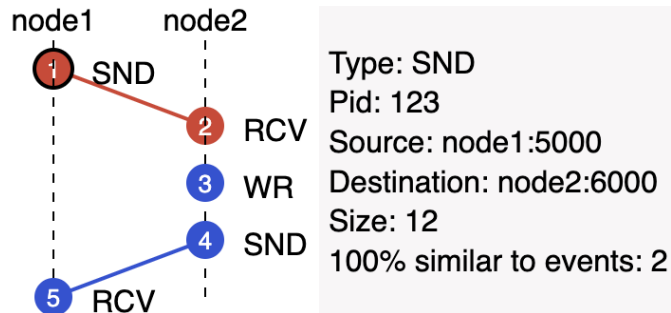 node1 node2
1 SND
2 RCV
3 WR
4 SND
5 RCV
Type: SND
Pid: 123
Source: node1:5000
Destination: node2:6000
Size: 12
100% similar to events: 2